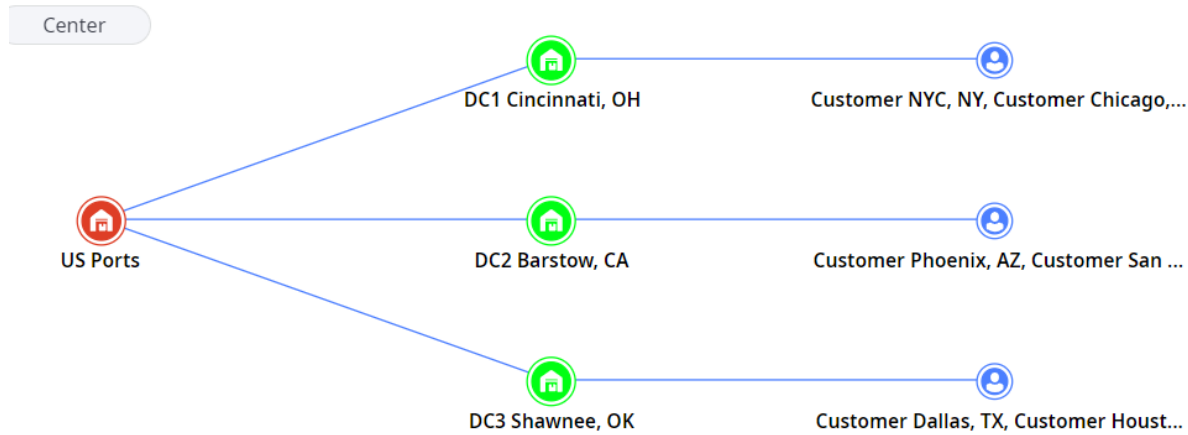 Center
DC1 Cincinnati, OH
Customer NYC, NY, Customer Chicago,...
US Ports
DC2 Barstow, CA
Customer Phoenix, AZ, Customer San ...
DC3 Shawnee, OK
Customer Dallas, TX, Customer Houst...